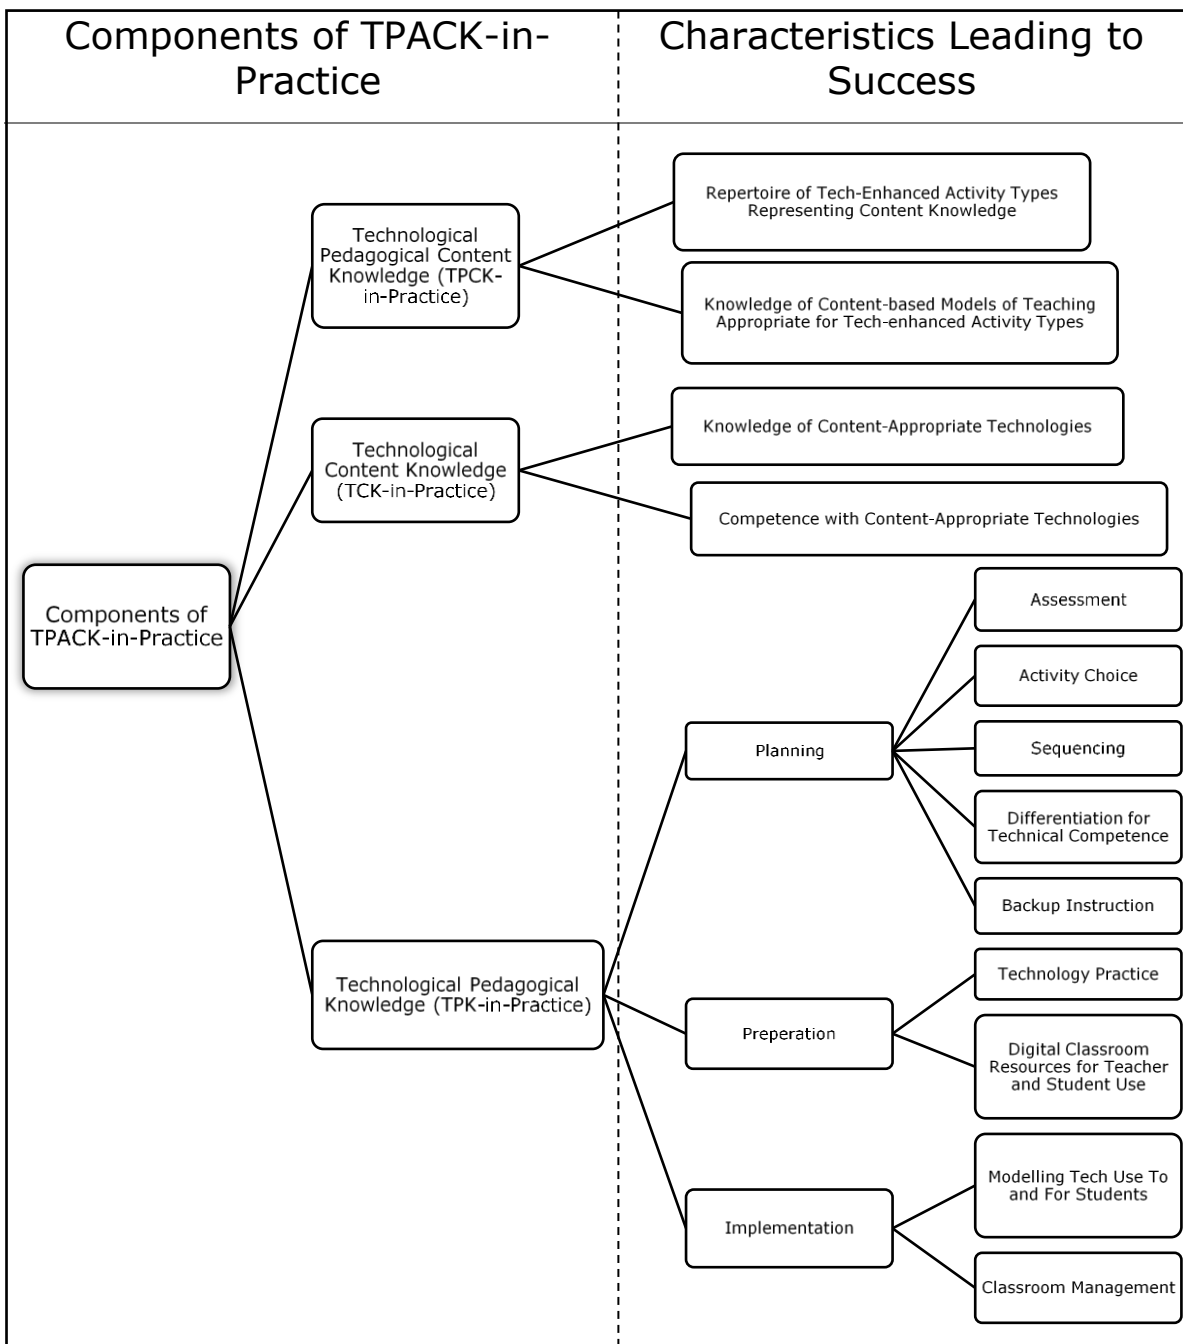 Components of TPACK-in-
Practice
Characteristics Leading to
Success
Repertoire of Tech-Enhanced Activity Types
Representing Content Knowledge
Technological
Pedagogical Content
Knowledge (TPCK-
in-Practice)
Knowledge of Content-based Models of Teaching
Appropriate for Tech-enhanced Activity Types
Knowledge of Content-Appropriate Technologies
Technological
Content Knowledge
(TCK-in-Practice)
Competence with Content-Appropriate Technologies
Components of
TPACK-in-Practice
Assessment
Activity Choice
Planning
Sequencing
Differentiation for
Technical Competence
Backup Instruction
Technological Pedagogical
Knowledge (TPK-in-Practice)
Technology Practice
Preperation
Digital Classroom
Resources for Teacher
and Student Use
Modelling Tech Use To
and For Students
Implementation
Classroom Management